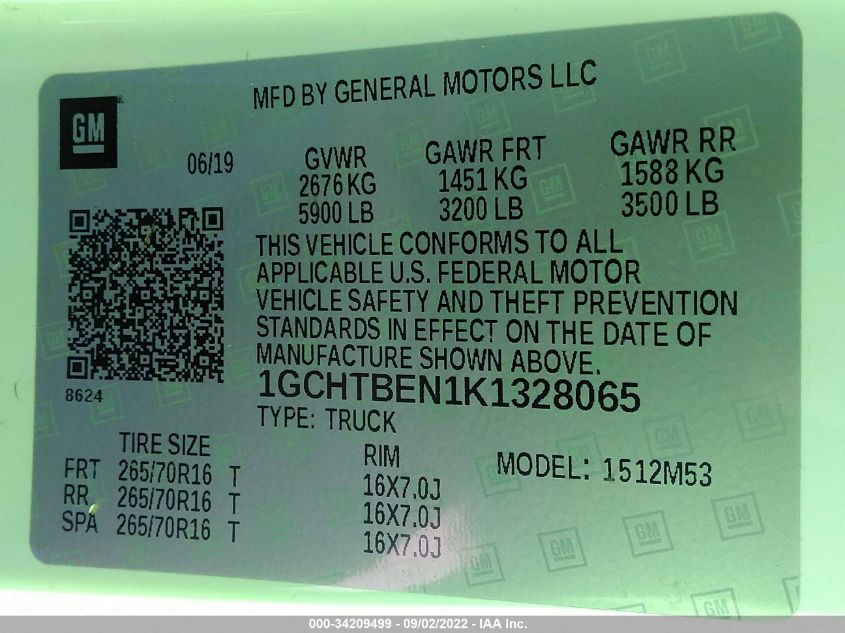 MFD BY GENERAL MOTORS LLC
GM
06/19
GVWR GAWR FRT GAWR RR
2676 KG 1451 KG 1588 KG
5900 LB 3200 LB 3500 LB
THIS VEHICLE CONFORMS TO ALL
APPLICABLE U.S. FEDERAL MOTOR
VEHICLE SAFETY AND THEFT PREVENTION
STANDARDS IN EFFECT ON THE DATE OF
MANUFACTURE SHOWN ABOVE.
8624
1GCHTBEN1K1328065
TYPE: TRUCK
TIRE SIZE RIM MODEL: 1512M53
FRT 265/70R16 T 16X7.0J
RR 265/70R16 T 16X7.0J
SPA 265/70R16 T 16X7.0J
000-34209499 - 09/02/2022 - IAA Inc.